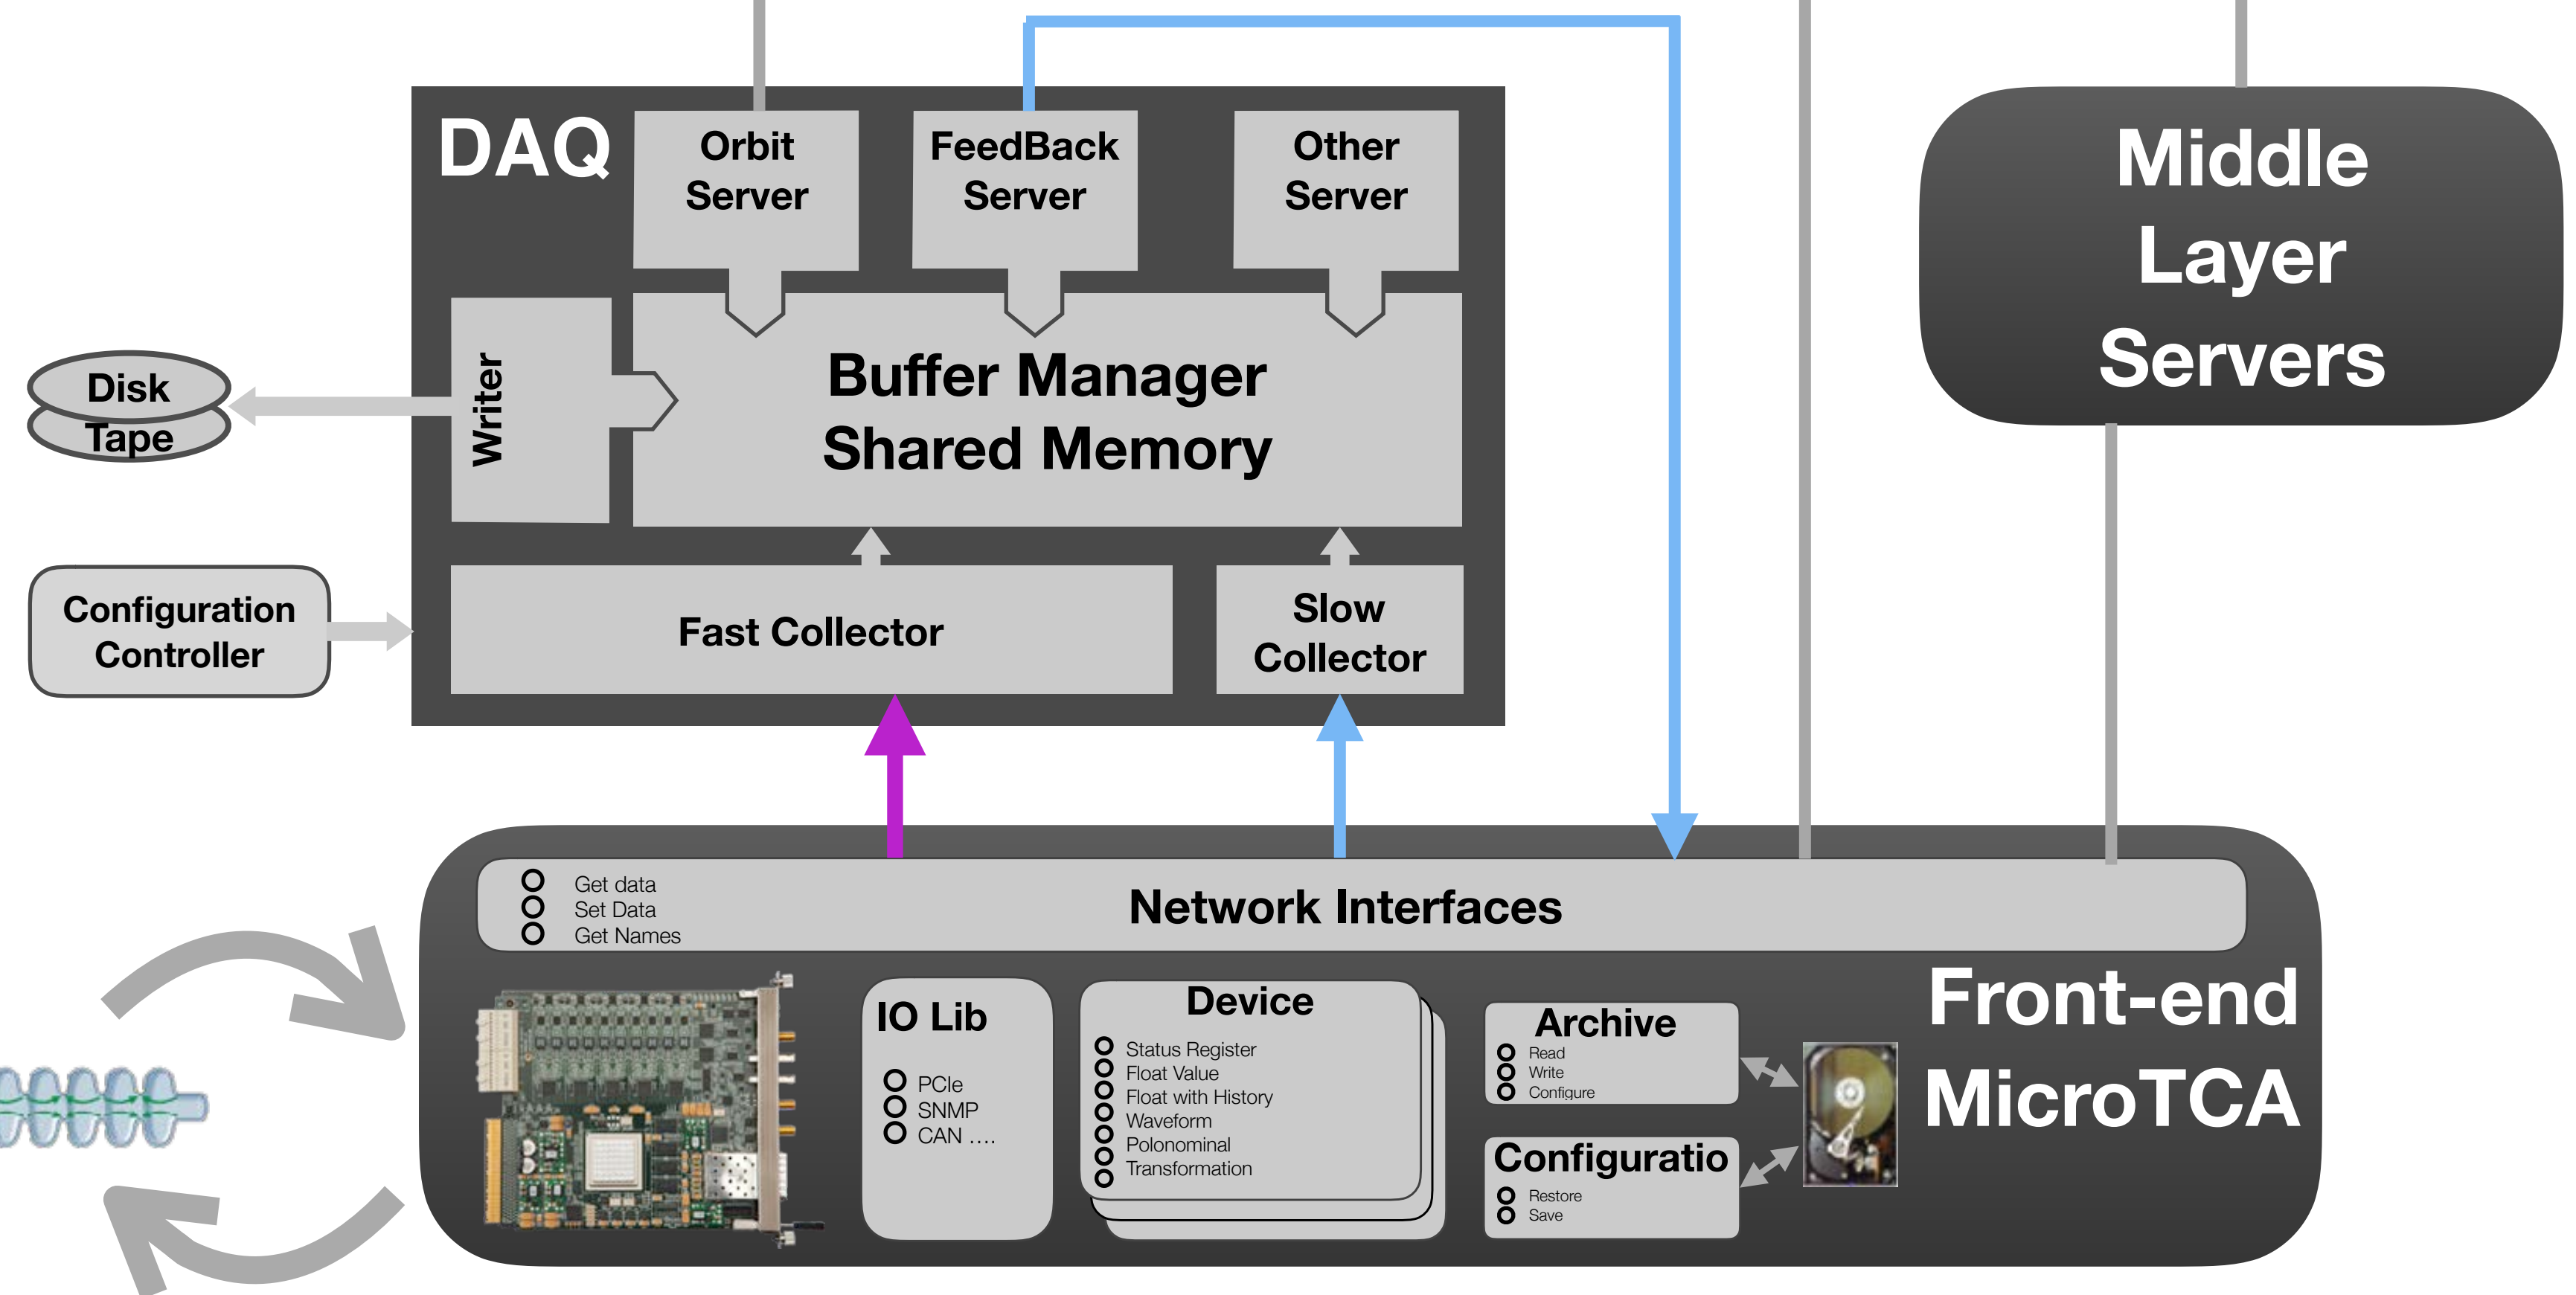 DAQ
Orbit
Server
FeedBack
Server
Other
Server
Middle
Layer
Servers
Writer
Buffer Manager
Shared Memory
Disk
Tape
Configuration
Controller
Fast Collector
Slow
Collector
Get data
Set Data
Get Names
Network Interfaces
IO Lib
PCIe
SNMP
CAN ....
Device
Status Register
Float Value
Float with History
Waveform
Polonominal
Transformation
Archive
Read
Write
Configure
Configuratio
Restore
Save
Front-end
MicroTCA